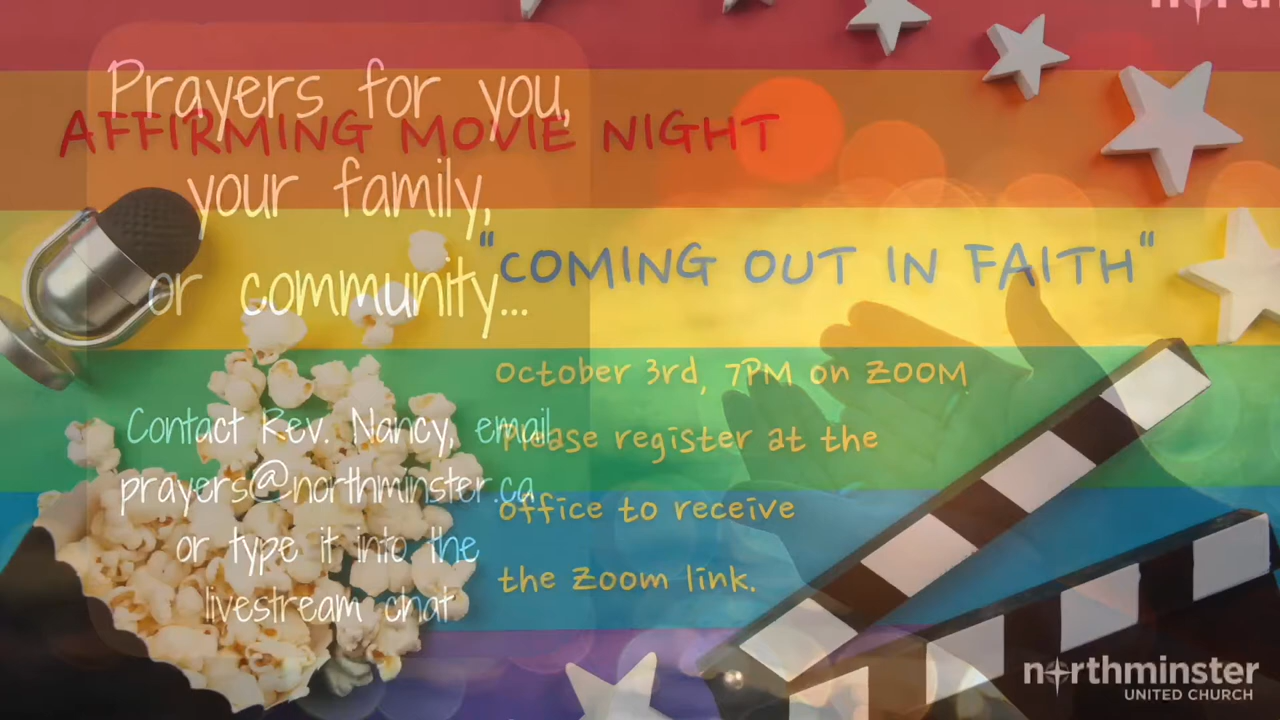 Prayers for you,
your family,
or community...
Contact Rev. Nancy, email
prayers@northminster.ca
or type it into the
livestream chat
AFFIRMING MOVIE NIGHT
"COMING OUT IN FAITH"
October 3rd, 7PM on ZOOM
Please register at the
office to receive
the Zoom link.
northminster
UNITED CHURCH